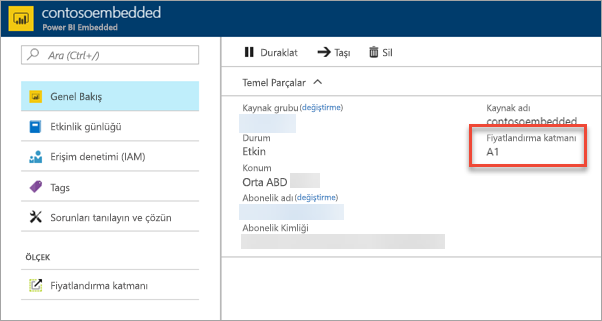 contosoembedded
Power BI Embedded
Ara (Ctrl+/)
Genel Bakış
Etkinlik günlüğü
Erişim denetimi (IAM)
Tags
Sorunları tanılayın ve çözün
ÖLÇEK
Fiyatlandırma katmanı
Duraklat Taşı Sil
Temel Parçalar
Kaynak grubu (değiştirme)
Durum
Etkin
Konum
Orta ABD
Abonelik adı (değiştirme)
Abonelik Kimliği
Kaynak adı
contosoembedded
Fiyatlandırma katmanı
A1